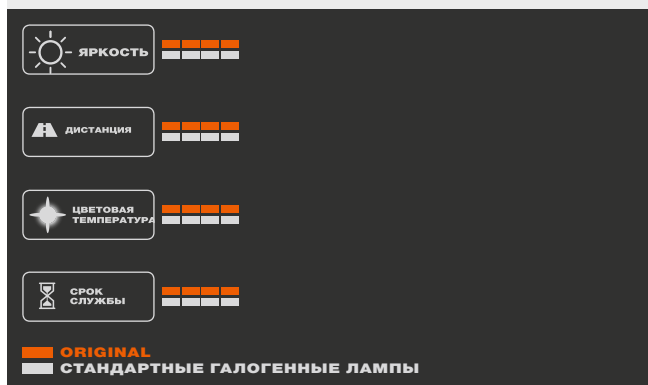 ЯРКОСТЬ
ДИСТАНЦИЯ
ЦВЕТОВАЯ
ТЕМПЕРАТУРА
СРОК
СЛУЖБЫ
ORIGINAL
СТАНДАРТНЫЕ ГАЛОГЕННЫЕ ЛАМПЫ